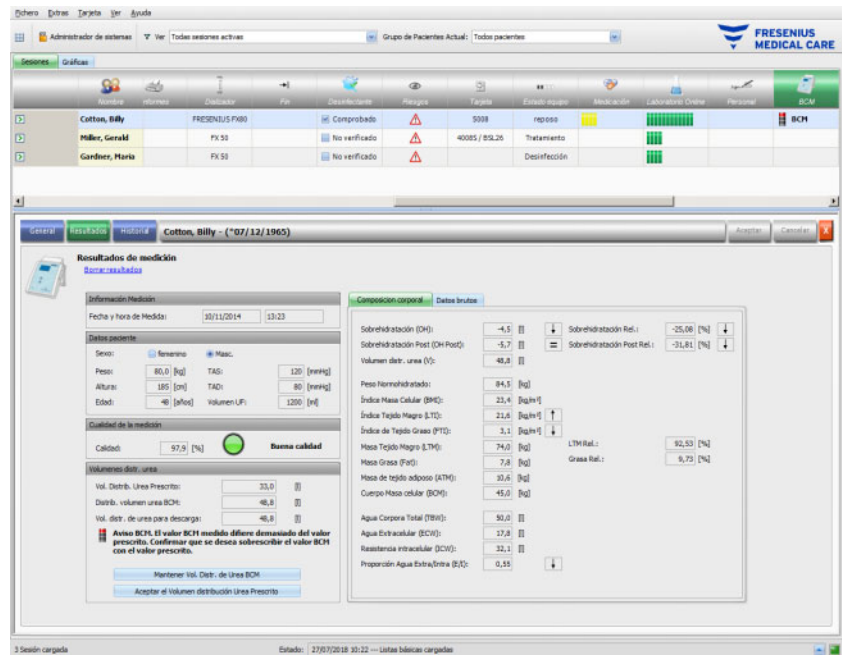 Fichero Extras Tarjeta Ver Ayuda
Administrador de sistemas Ver Todas sesiones activas Grupo de Pacientes Actual: Todos pacientes
FRESENIUS
MEDICAL CARE
Sesiones Gráficas
Nombre Informes Dializador Fin Desinfectante Riesgos Tarjeta Estado equipo Medicación Laboratorio Online Personal BCM
Cotton, Billy FRESENIUS FX80 Comprobado 5008 reposo BCM
Miller, Gerald FX 50 No verificado 4008S / BSL26 Tratamiento
Gardner, Maria FX 50 No verificado Desinfección
General Resultados Historial Cotton, Billy - (*07/12/1965) Aceptar Cancelar X
Resultados de medición
Borrar resultados
Información Medición
Fecha y hora de Medida: 10/11/2014 13:23
Datos paciente
Sexo: femenino Masc.
Peso: 80,0 [kg] TAS: 120 [mmHg]
Altura: 185 [cm] TAD: 80 [mmHg]
Edad: 48 [años] Volumen UF: 1200 [ml]
Cualidad de la medición
Calidad: 97,9 [%] Buena calidad
Volumenes distr. urea
Vol. Distrib. Urea Prescrito: 33,0 [l]
Distrib. volumen urea BCM: 48,8 [l]
Vol. distr. de urea para descarga: 48,8 [l]
Aviso BCM. El valor BCM medido difiere demasiado del valor
prescrito. Confirmar que se desea sobrescribir el valor BCM
con el valor prescrito.
Mantener Vol. Distr. de Urea BCM
Aceptar el Volumen distribución Urea Prescrito
Composicion corporal Datos brutos
Sobrehidratación (OH): -4,5 [l] Sobrehidratación Rel.: -25,08 [%]
Sobrehidratación Post (OH Post): -5,7 [l] = Sobrehidratación Post Rel.: -31,81 [%]
Volumen distr. urea (V): 48,8 [l]
Peso Normohidratado: 84,5 [kg]
Índice Masa Celular (BMI): 23,4 [kg/m²]
Índice Tejido Magro (LTI): 21,6 [kg/m²]
Índice de Tejido Graso (FTI): 3,1 [kg/m²]
Masa Tejido Magro (LTM): 74,0 [kg] LTM Rel.: 92,53 [%]
Masa Grasa (Fat): 7,8 [kg] Grasa Rel.: 9,73 [%]
Masa de tejido adiposo (ATM): 10,6 [kg]
Cuerpo Masa celular (BCM): 45,0 [kg]
Agua Corpora Total (TBW): 50,0 [l]
Agua Extracelular (ECW): 17,8 [l]
Resistencia intracelular (ICW): 32,1 [l]
Proporción Agua Extra/Intra (E/I): 0,55
3 Sesión cargada Estado: 27/07/2018 10:22 --- Listas básicas cargadas